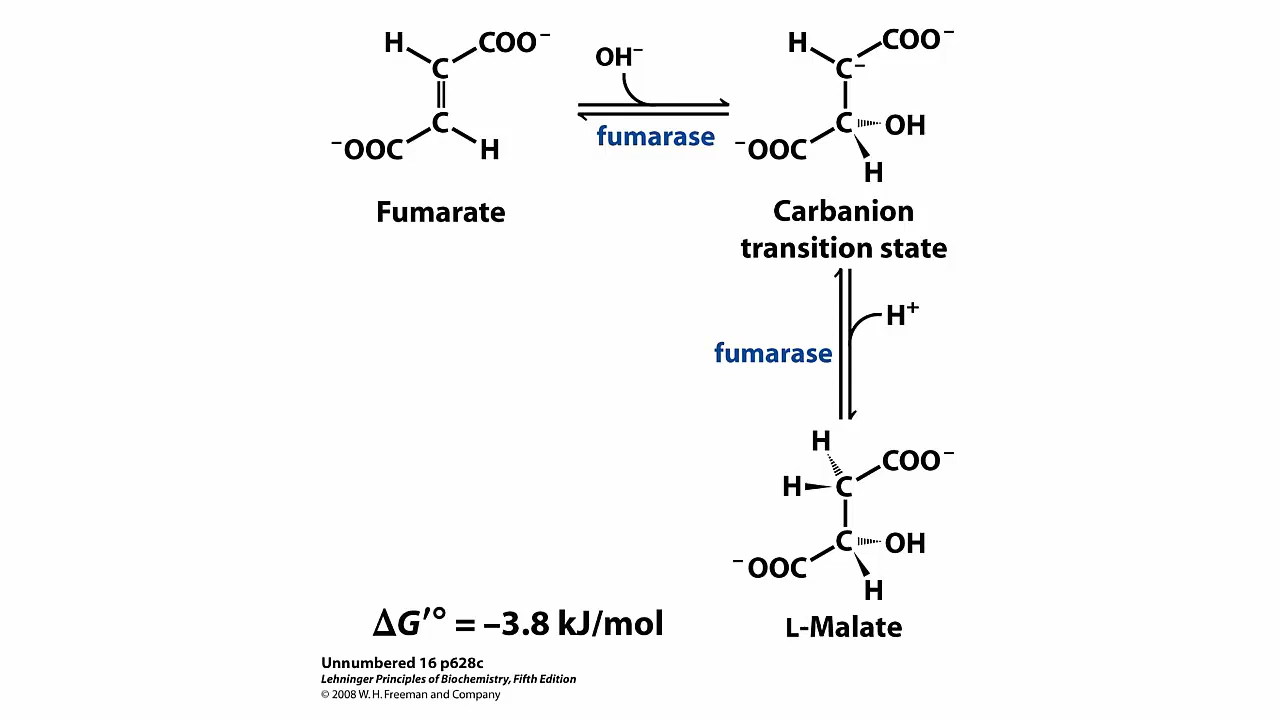 H COO⁻
C
C
⁻OOC H
Fumarate
OH⁻
fumarase
H COO⁻
C⁻
C OH
⁻OOC
H
Carbanion
transition state
H⁺
fumarase
H
COO⁻
H C
C OH
⁻OOC
H
L-Malate
ΔG′° = –3.8 kJ/mol
Unnumbered 16 p628c
Lehninger Principles of Biochemistry, Fifth Edition
© 2008 W. H. Freeman and Company